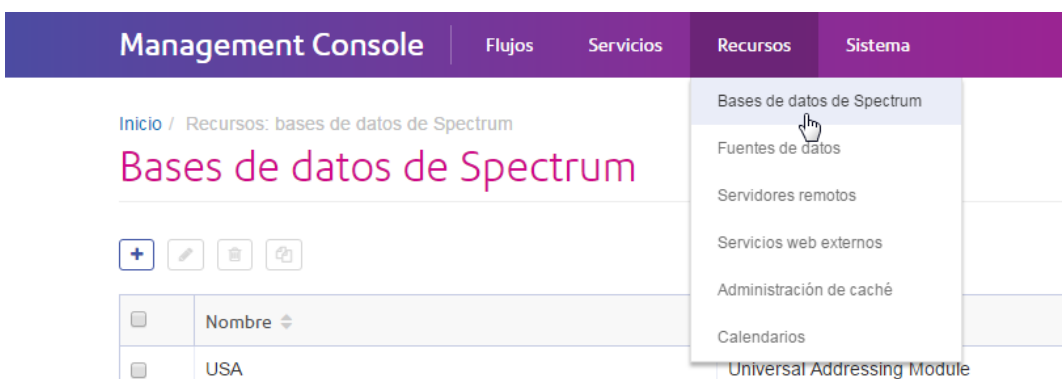 Management Console Flujos Servicios Recursos Sistema
Bases de datos de Spectrum
Fuentes de datos
Servidores remotos
Servicios web externos
Administración de caché
Calendarios
Inicio / Recursos: bases de datos de Spectrum
Bases de datos de Spectrum
Nombre
USA Universal Addressing Module